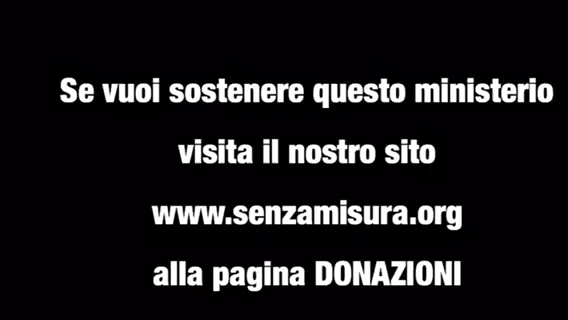 Se vuoi sostenere questo ministerio
visita il nostro sito
www.senzamisura.org
alla pagina DONAZIONI